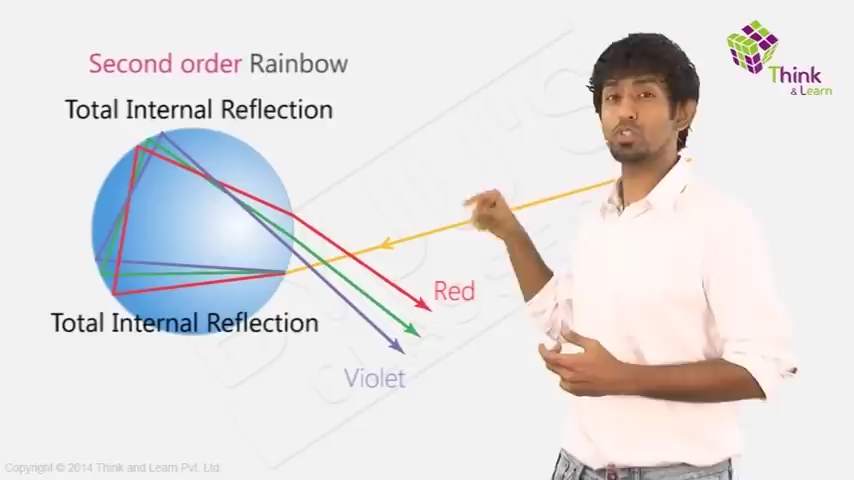 Second order Rainbow
Total Internal Reflection
Think
& Learn
Red
Total Internal Reflection
Violet
Copyright © 2014 Think and Learn Pvt. Ltd